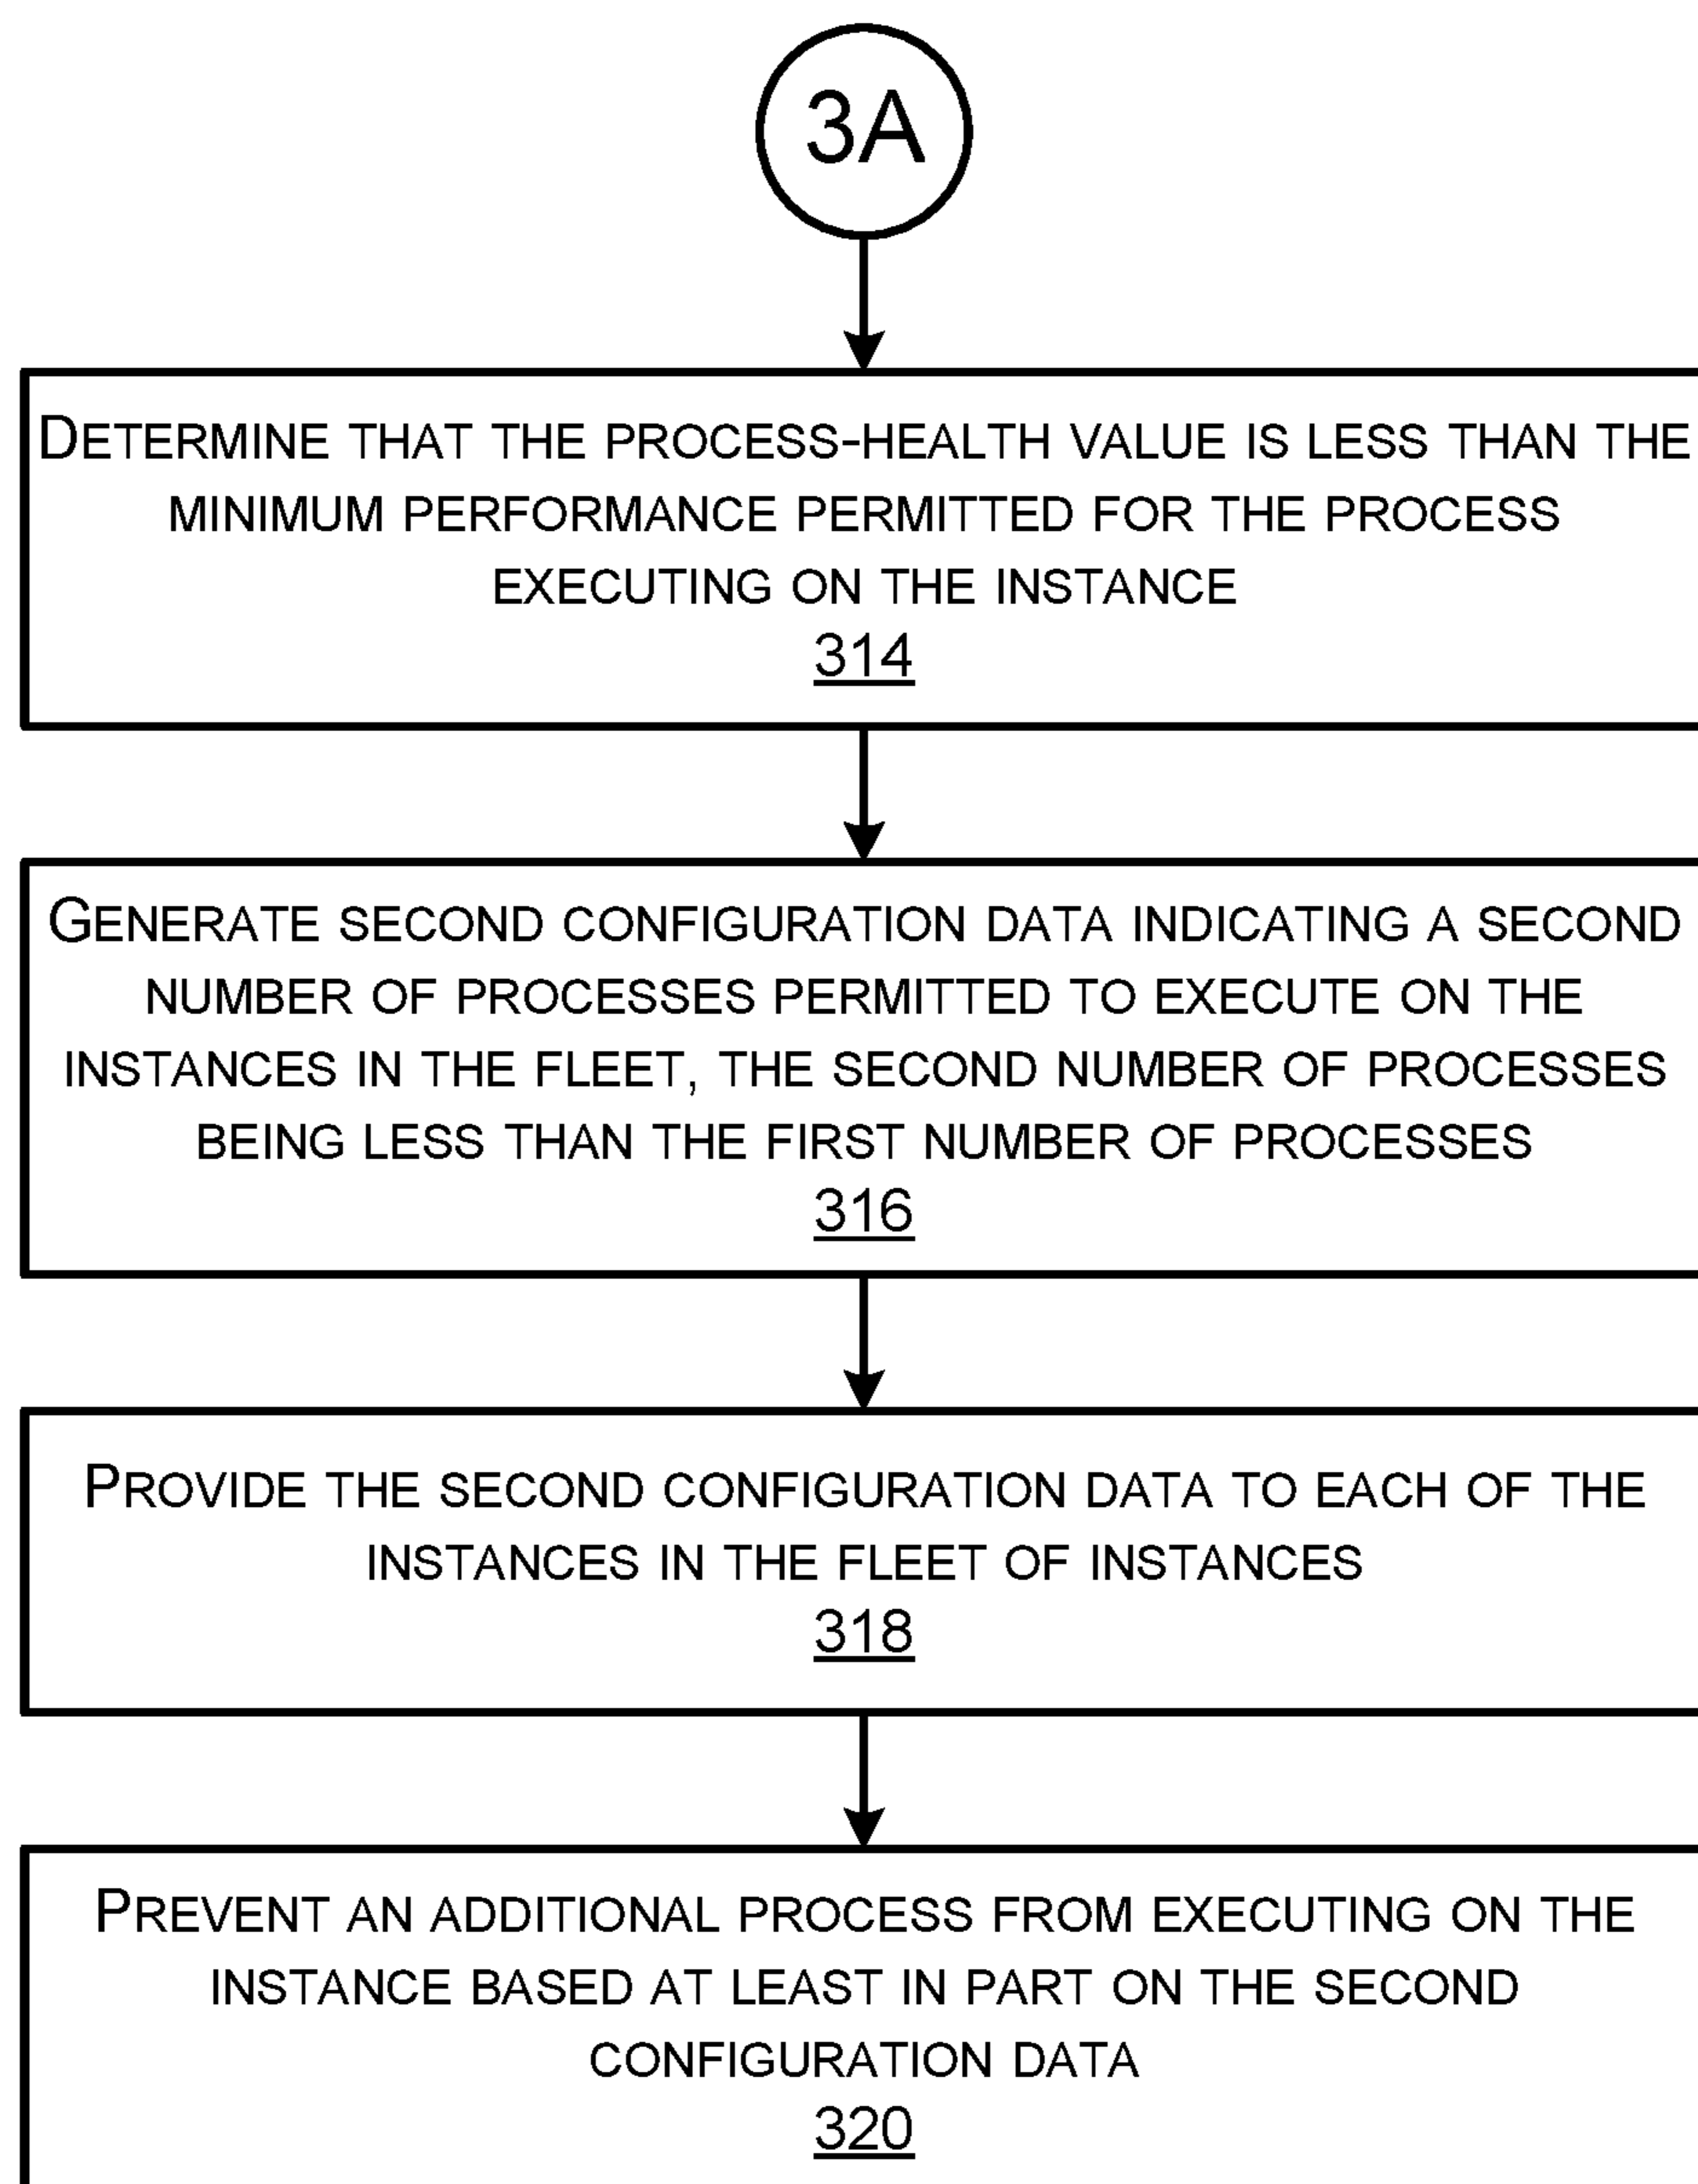 3A
DETERMINE THAT THE PROCESS-HEALTH VALUE IS LESS THAN THE
MINIMUM PERFORMANCE PERMITTED FOR THE PROCESS
EXECUTING ON THE INSTANCE
314
GENERATE SECOND CONFIGURATION DATA INDICATING A SECOND
NUMBER OF PROCESSES PERMITTED TO EXECUTE ON THE
INSTANCES IN THE FLEET, THE SECOND NUMBER OF PROCESSES
BEING LESS THAN THE FIRST NUMBER OF PROCESSES
316
PROVIDE THE SECOND CONFIGURATION DATA TO EACH OF THE
INSTANCES IN THE FLEET OF INSTANCES
318
PREVENT AN ADDITIONAL PROCESS FROM EXECUTING ON THE
INSTANCE BASED AT LEAST IN PART ON THE SECOND
CONFIGURATION DATA
320